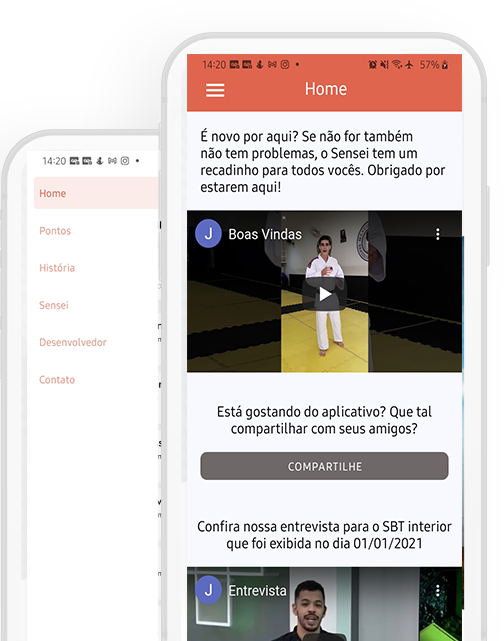 14:20
57%
Home
É novo por aqui? Se não for também
não tem problemas, o Sensei tem um
recadinho para todos vocês. Obrigado por
estarem aqui!
J Boas Vindas
Está gostando do aplicativo? Que tal
compartilhar com seus amigos?
COMPARTILHE
Confira nossa entrevista para o SBT interior
que foi exibida no dia 01/01/2021
J Entrevista
14:20
Home
Pontos
História
Sensei
Desenvolvedor
Contato